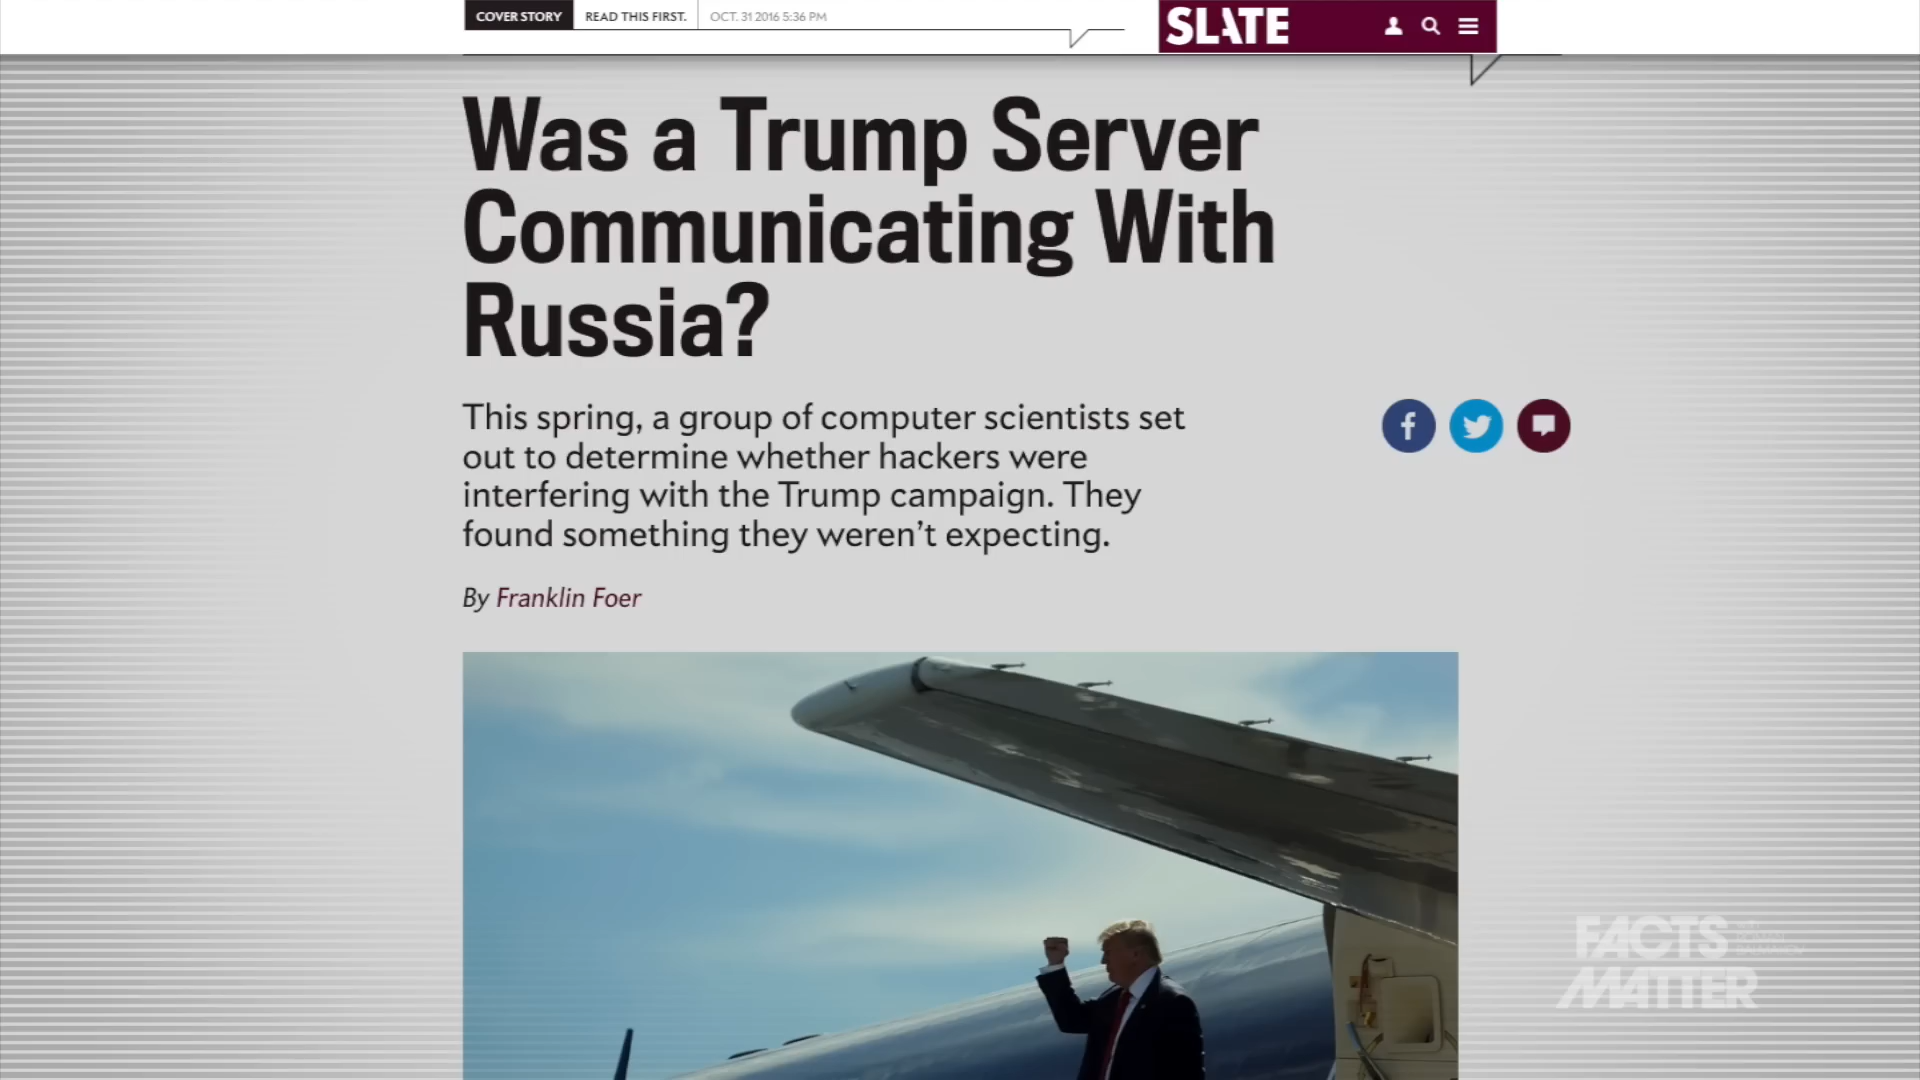 COVER STORY READ THIS FIRST. OCT. 31 2016 5:36 PM
SLATE
Was a Trump Server
Communicating With
Russia?
This spring, a group of computer scientists set
out to determine whether hackers were
interfering with the Trump campaign. They
found something they weren't expecting.
By Franklin Foer
FACTS
MATTER